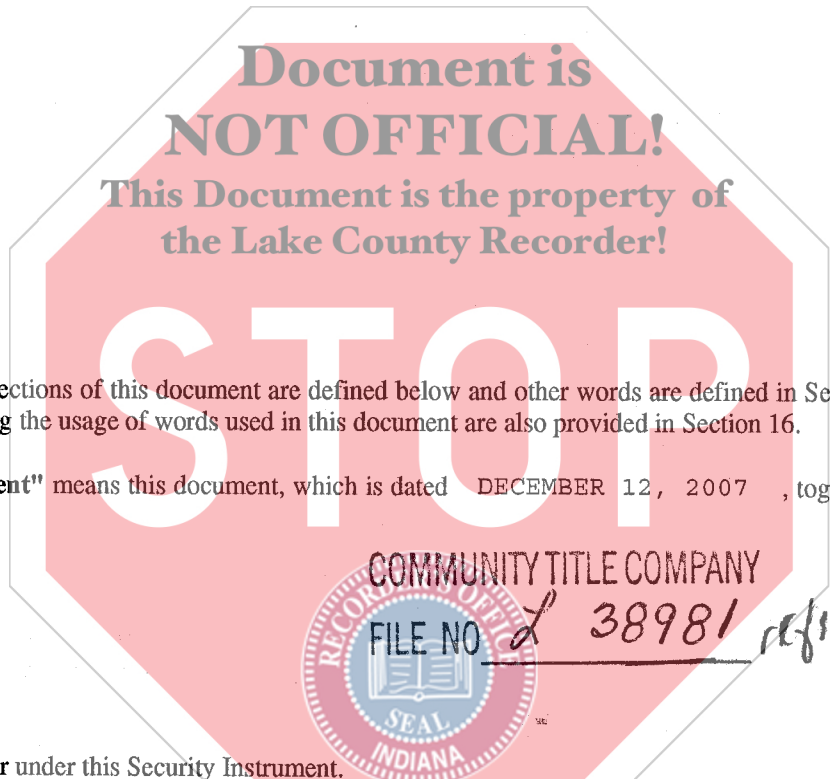 Document is
NOT OFFICIAL!
This Document is the property of
the Lake County Recorder!
STOP
ections of this document are defined below and other words are defined in Se
g the usage of words used in this document are also provided in Section 16.
ent" means this document, which is dated DECEMBER 12, 2007 , tog
COMMUNITY TITLE COMPANY
FILE NO L 38981
RECORDER'S OFFICE
SEAL
INDIANA
r under this Security Instrument.